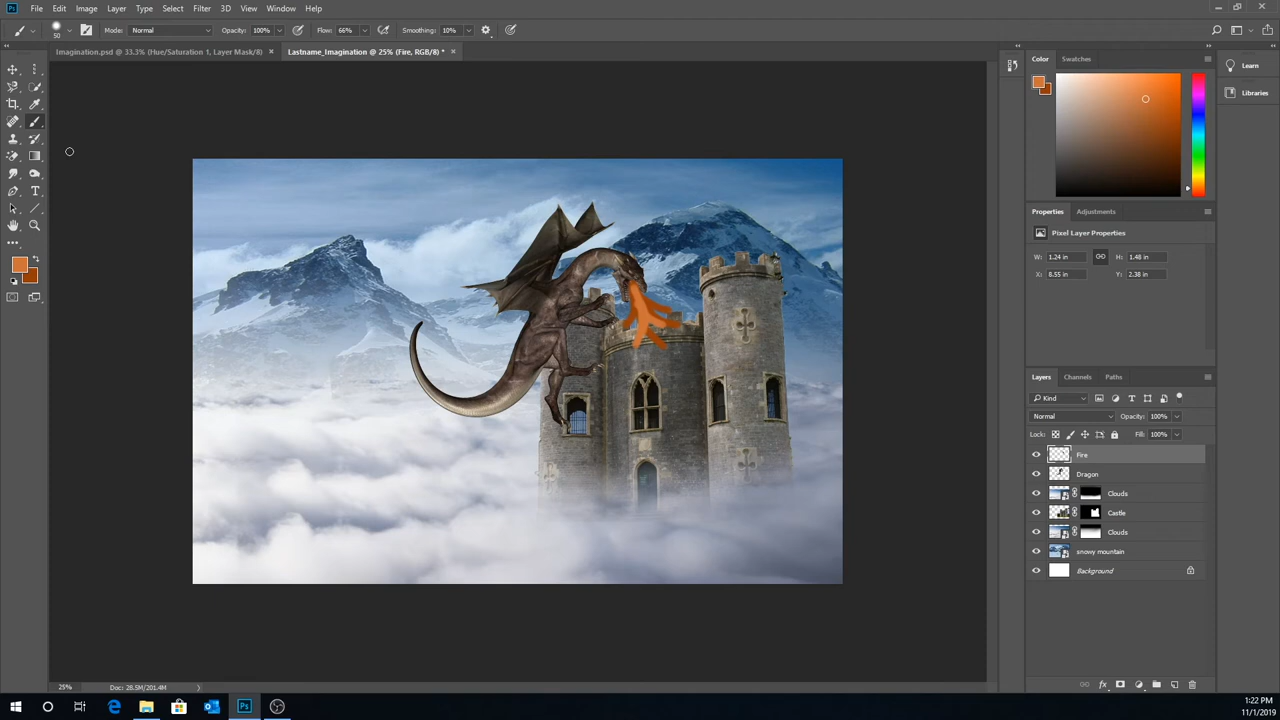 Ps File Edit Image Layer Type Select Filter 3D View Window Help
50 Mode: Normal Opacity: 100% Flow: 66% Smoothing: 10%
Imagination.psd @ 33.3% (Hue/Saturation 1, Layer Mask/8) × Lastname_Imagination @ 25% (Fire, RGB/8) * ×
Color Swatches
Learn
Libraries
Properties Adjustments
Pixel Layer Properties
W: 1.24 in H: 1.48 in
X: 8.55 in Y: 2.38 in
Layers Channels Paths
Kind
Normal Opacity: 100%
Lock: Fill: 100%
Fire
Dragon
Clouds
Castle
Clouds
snowy mountain
Background
25% Doc: 28.5M/201.4M
1:22 PM
11/1/2019